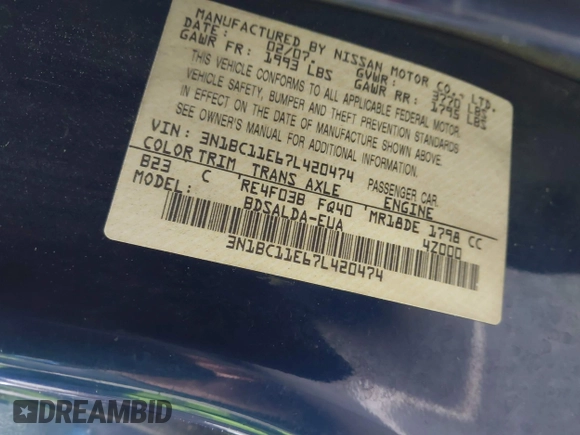 MANUFACTURED BY NISSAN MOTOR CO., LTD.
DATE: 02/07. GVWR: 3770 LBS
GAWR FR: 1993 LBS GAWR RR: 1795 LBS
THIS VEHICLE CONFORMS TO ALL APPLICABLE FEDERAL MOTOR
VEHICLE SAFETY, BUMPER AND THEFT PREVENTION STANDARDS
IN EFFECT ON THE DATE OF MANUFACTURE SHOWN ABOVE.
SEE OWNER'S MANUAL FOR ADDITIONAL INFORMATION.
VIN: 3N1BC11E67L420474 PASSENGER CAR.
COLOR TRIM TRANS AXLE ENGINE
B23 C RE4F03B FQ40 MR18DE 1798 CC
MODEL: BDSALDA-EUA 4Z000
3N1BC11E67L420474
DREAMBID